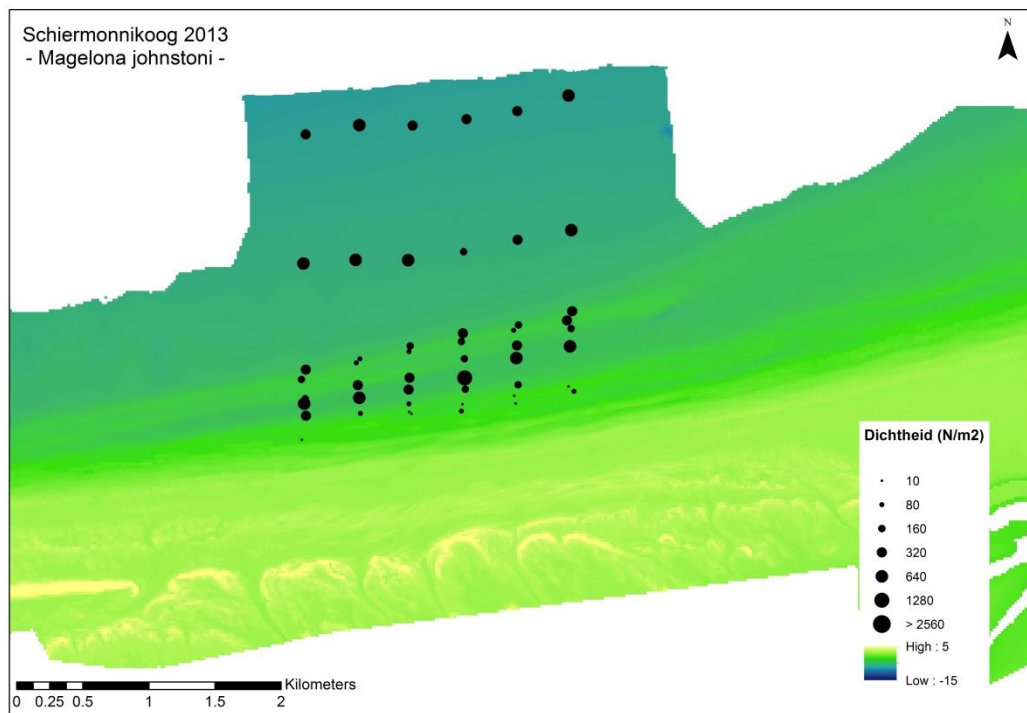 Schiermonnikoog 2013
- Magelona johnstoni -
N
Dichtheid (N/m2)
10
80
160
320
640
1280
> 2560
High : 5
Low : -15
Kilometers
0 0.25 0.5 1 1.5 2